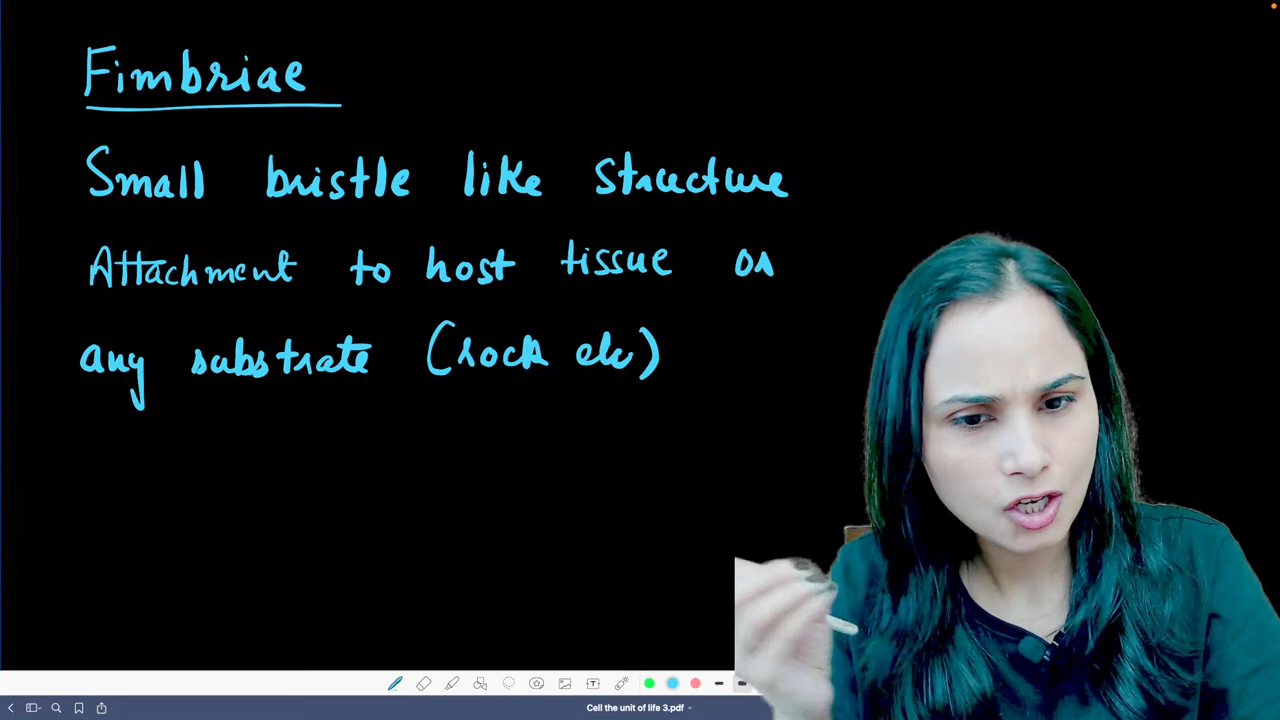 Fimbriae
Small bristle like structure
Attachment to host tissue or
any substrate (rock etc)
Cell the unit of life 3.pdf